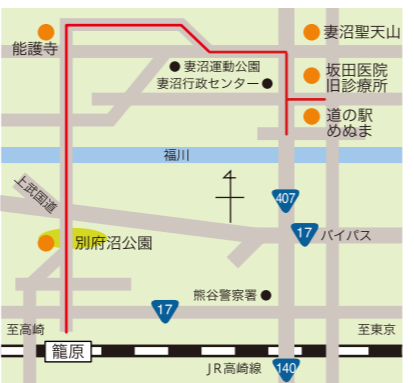 能護寺
妻沼聖天山
妻沼運動公園
妻沼行政センター
坂田医院
旧診療所
道の駅
めぬま
福川
上武国道
407
別府沼公園
17
バイパス
熊谷警察署
17
至高崎
至東京
籠原
JR高崎線
140